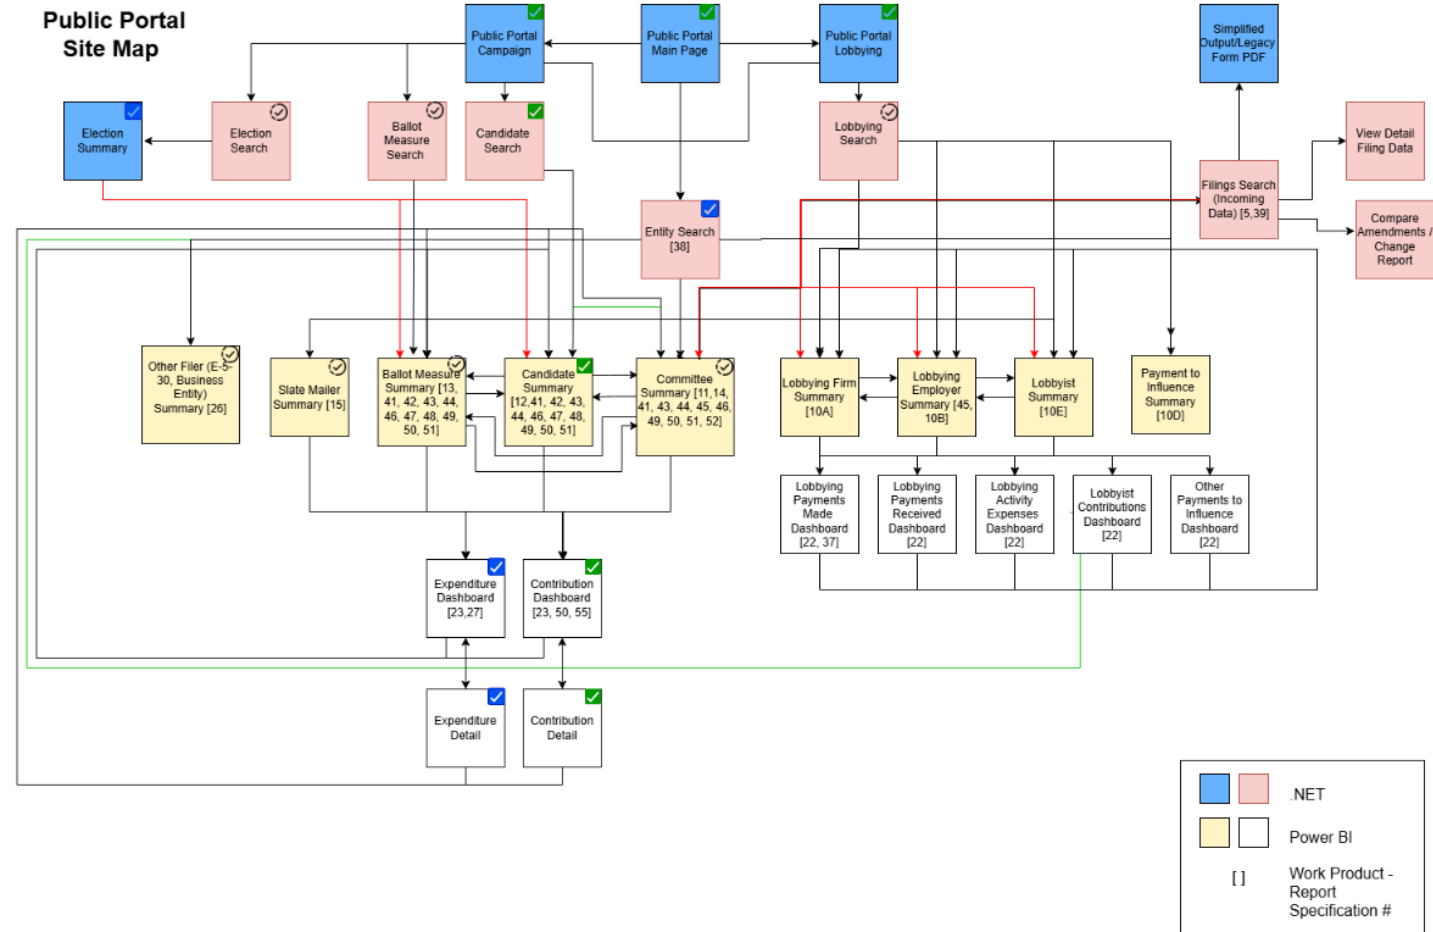 Public Portal
Site Map
Public Portal
Campaign
Public Portal
Main Page
Public Portal
Lobbying
Simplified
Output/Legacy
Form PDF
Election
Summary
Election
Search
Ballot
Measure
Search
Candidate
Search
Lobbying
Search
View Detail
Filing Data
Filings Search
(Incoming
Data) [5,39]
Entity Search
[38]
Compare
Amendments /
Change
Report
Other Filer (E-5-
30, Business
Entity)
Summary [26]
Slate Mailer
Summary [15]
Ballot Measure
Summary [13,
41, 42, 43, 44,
46, 47, 48, 49,
50, 51]
Candidate
Summary
[12,41, 42, 43,
44, 46, 47, 48,
49, 50, 51]
Committee
Summary [11,14,
41, 43, 44, 45, 46,
49, 50, 51, 52]
Lobbying Firm
Summary
[10A]
Lobbying
Employer
Summary [45,
10B]
Lobbyist
Summary
[10E]
Payment to
Influence
Summary
[10D]
Lobbying
Payments
Made
Dashboard
[22, 37]
Lobbying
Payments
Received
Dashboard
[22]
Lobbying
Activity
Expenses
Dashboard
[22]
Lobbyist
Contributions
Dashboard
[22]
Other
Payments to
Influence
Dashboard
[22]
Expenditure
Dashboard
[23,27]
Contribution
Dashboard
[23, 50, 55]
Expenditure
Detail
Contribution
Detail
.NET
Power BI
[ ]
Work Product -
Report
Specification #